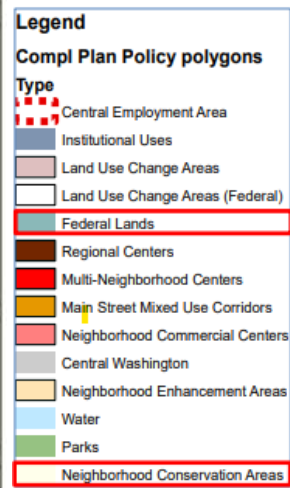 Legend
Compl Plan Policy polygons
Type
Central Employment Area
Institutional Uses
Land Use Change Areas
Land Use Change Areas (Federal)
Federal Lands
Regional Centers
Multi-Neighborhood Centers
Main Street Mixed Use Corridors
Neighborhood Commercial Centers
Central Washington
Neighborhood Enhancement Areas
Water
Parks
Neighborhood Conservation Areas